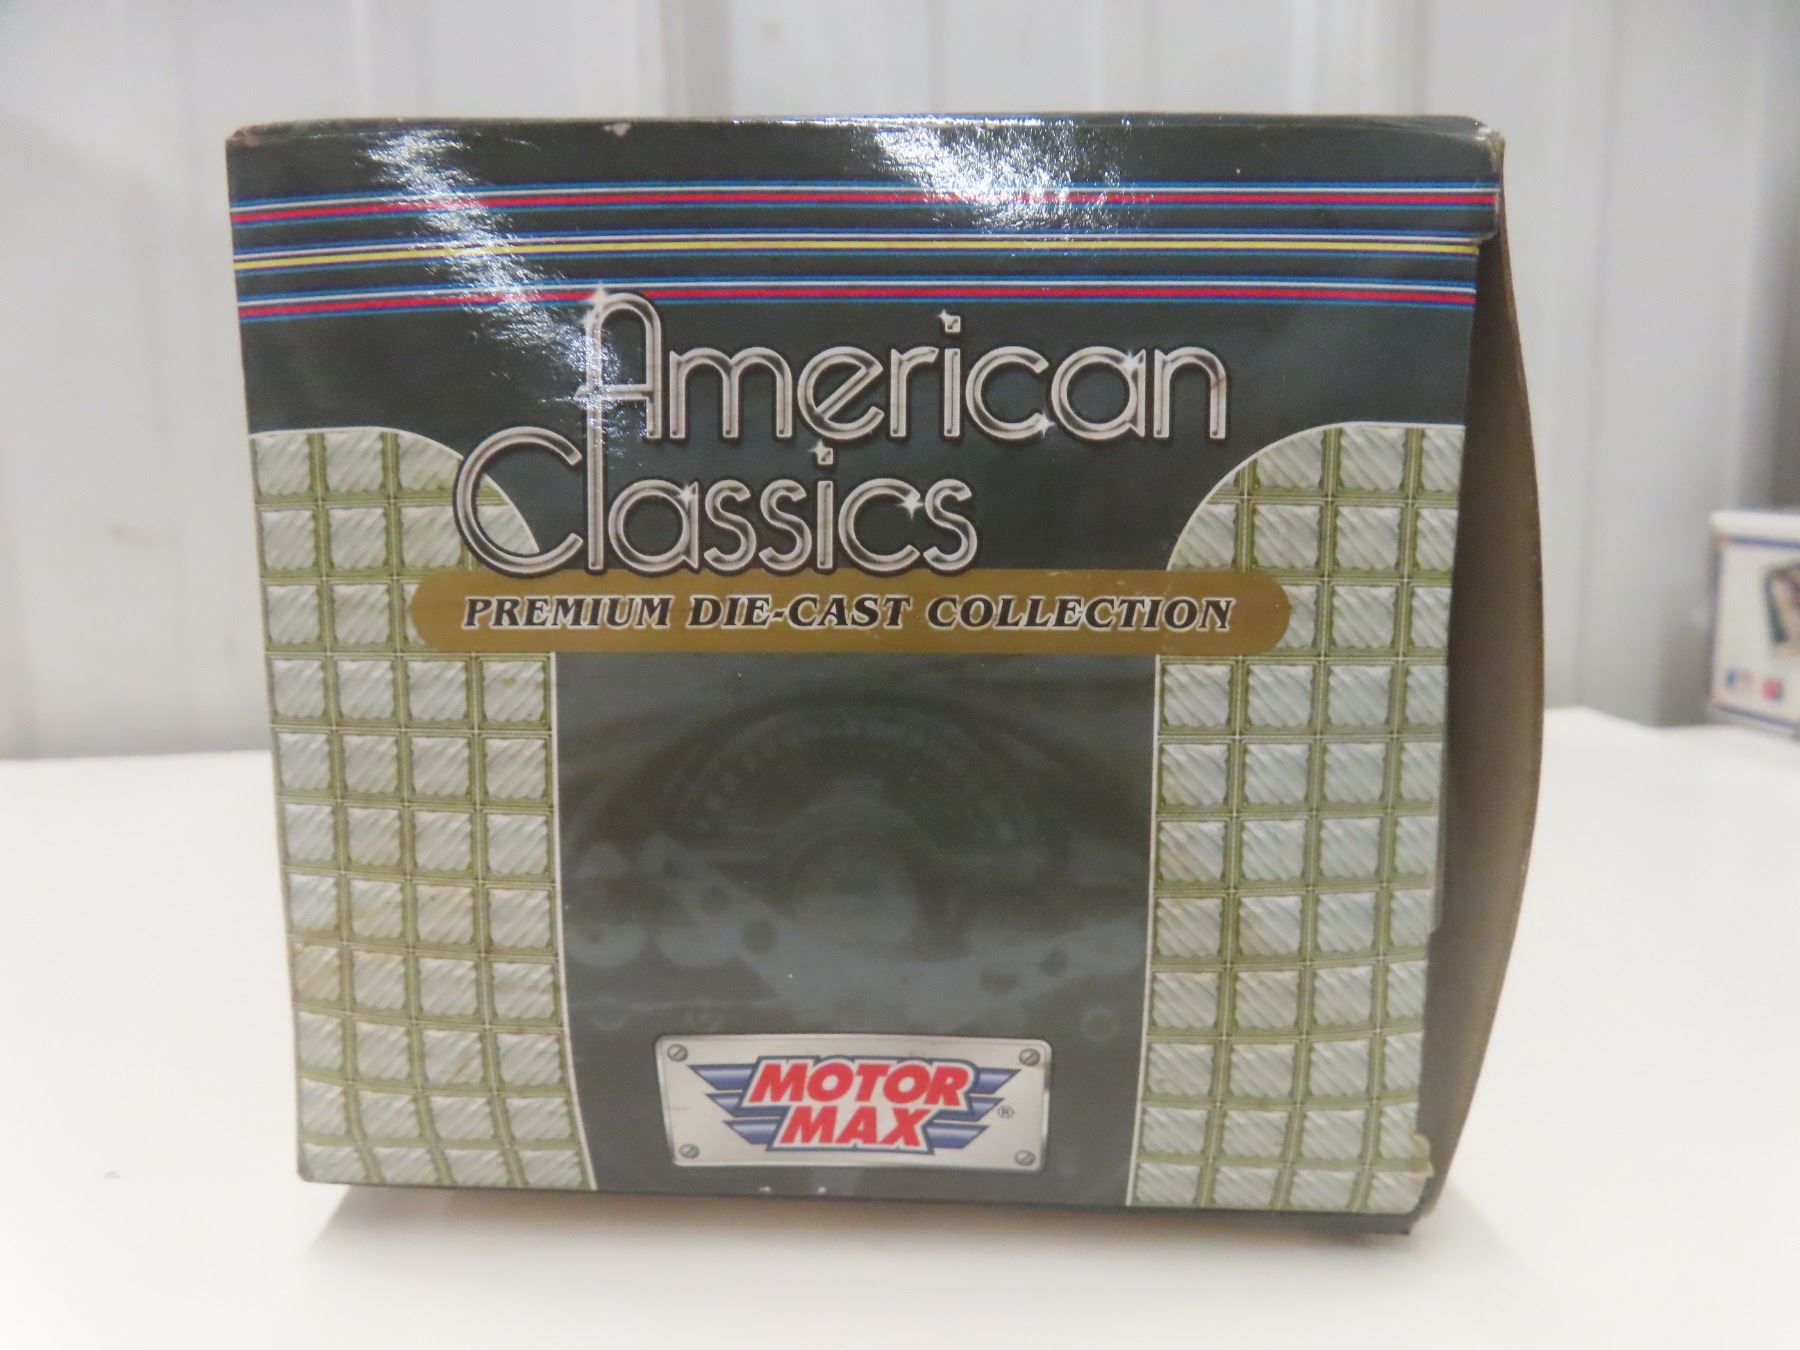 American
Classics
PREMIUM DIE-CAST COLLECTION
MOTOR
MAX®